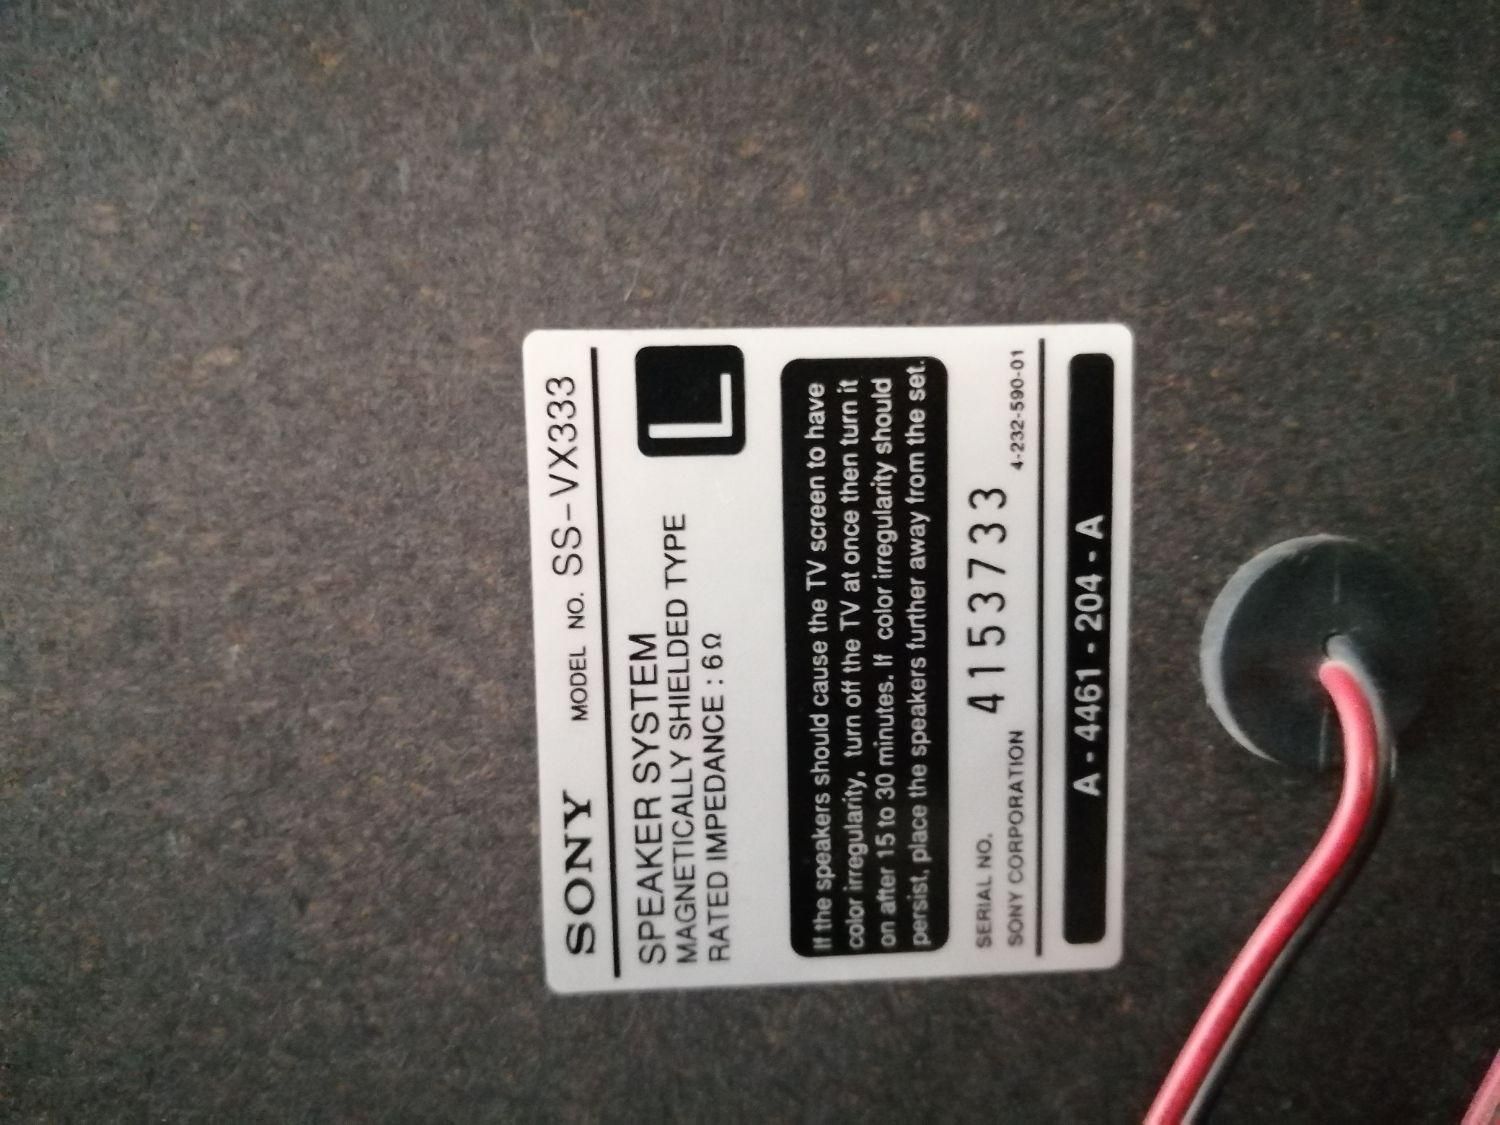 SONY MODEL NO. SS-VX333
SPEAKER SYSTEM
MAGNETICALLY SHIELDED TYPE
RATED IMPEDANCE : 6Ω
L
If the speakers should cause the TV screen to have
color irregularity, turn off the TV at once then turn it
on after 15 to 30 minutes. If color irregularity should
persist, place the speakers further away from the set.
SERIAL NO. 4153733
SONY CORPORATION 4-232-590-01
A - 4461 - 204 - A